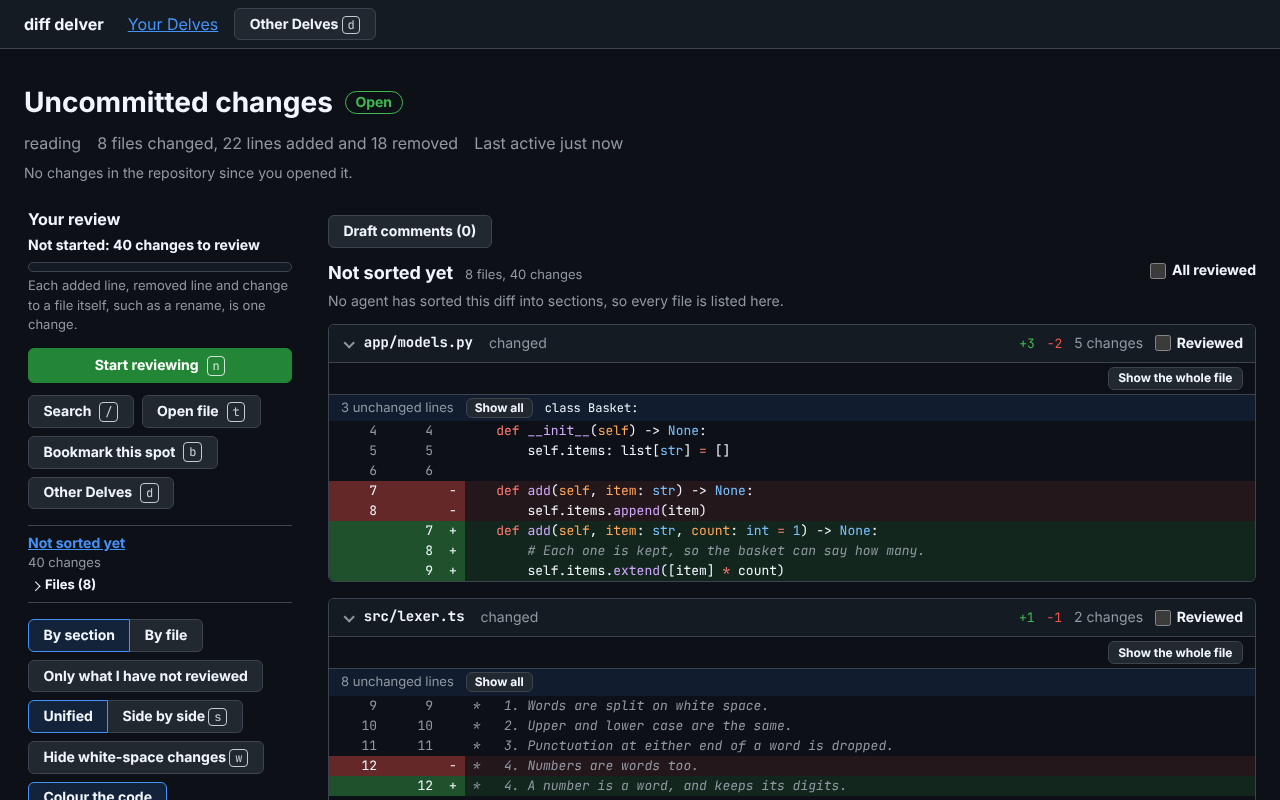 diff delver Your Delves Other Delves d
Uncommitted changes Open
reading 8 files changed, 22 lines added and 18 removed Last active just now
No changes in the repository since you opened it.
Your review
Not started: 40 changes to review
Each added line, removed line and change
to a file itself, such as a rename, is one
change.
Start reviewing n
Search / Open file t
Bookmark this spot b
Other Delves d
Not sorted yet
40 changes
Files (8)
By section By file
Only what I have not reviewed
Unified Side by side s
Hide white-space changes w
Colour the code
Draft comments (0)
Not sorted yet 8 files, 40 changes All reviewed
No agent has sorted this diff into sections, so every file is listed here.
app/models.py changed +3 -2 5 changes Reviewed
Show the whole file
3 unchanged lines Show all class Basket:
4 4 def __init__(self) -> None:
5 5 self.items: list[str] = []
6 6
7 - def add(self, item: str) -> None:
8 - self.items.append(item)
7 + def add(self, item: str, count: int = 1) -> None:
8 + # Each one is kept, so the basket can say how many.
9 + self.items.extend([item] * count)
src/lexer.ts changed +1 -1 2 changes Reviewed
Show the whole file
8 unchanged lines Show all
9 9 * 1. Words are split on white space.
10 10 * 2. Upper and lower case are the same.
11 11 * 3. Punctuation at either end of a word is dropped.
12 - * 4. Numbers are words too.
12 + * 4. A number is a word, and keeps its digits.